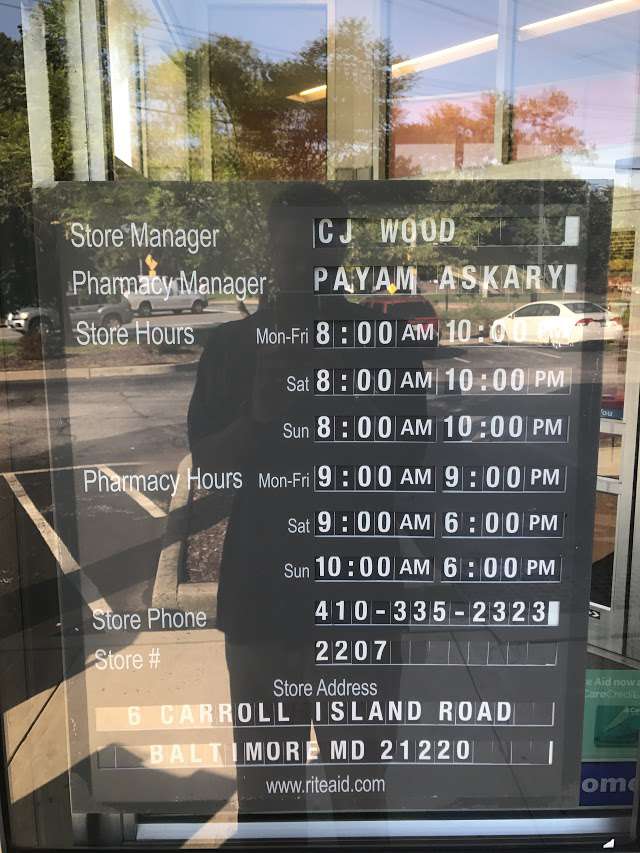 Store Manager CJ WOOD
Pharmacy Manager PAYAM ASKARY
Store Hours Mon-Fri 8:00 AM 10:00 PM
Sat 8:00 AM 10:00 PM
Sun 8:00 AM 10:00 PM
Pharmacy Hours Mon-Fri 9:00 AM 9:00 PM
Sat 9:00 AM 6:00 PM
Sun 10:00 AM 6:00 PM
Store Phone 410-335-2323
Store # 2207
Store Address
6 CARROLL ISLAND ROAD
BALTIMORE MD 21220
www.riteaid.com